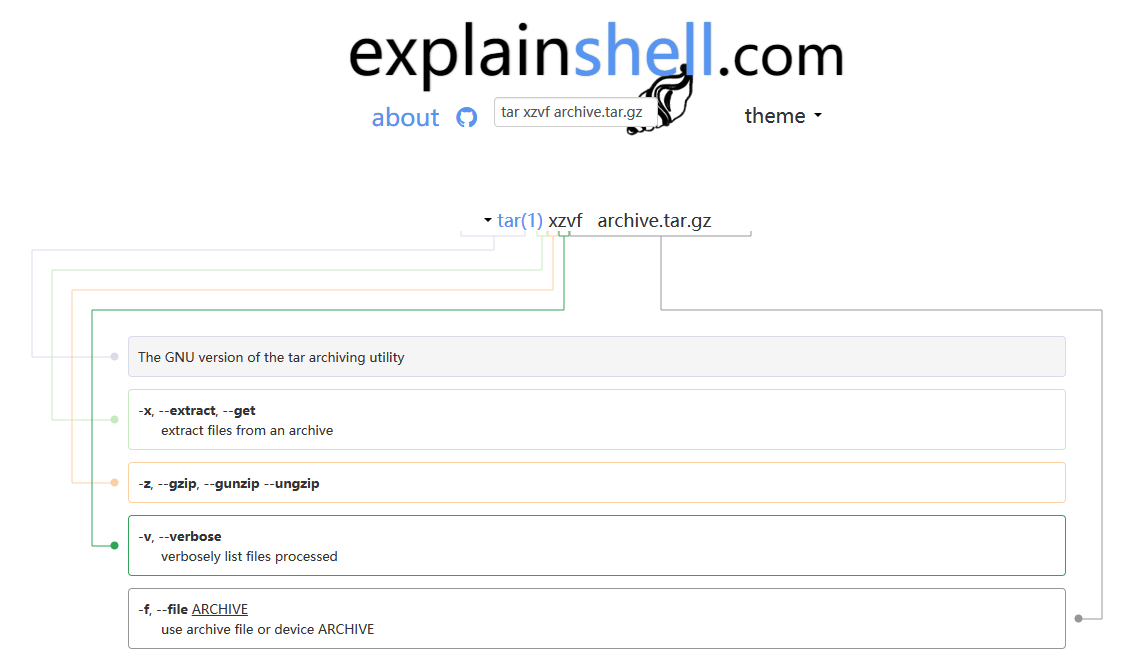 explainshell.com
about
tar xzvf archive.tar.gz
theme
tar(1) xzvf archive.tar.gz
The GNU version of the tar archiving utility
-x, --extract, --get
extract files from an archive
-z, --gzip, --gunzip --ungzip
-v, --verbose
verbosely list files processed
-f, --file ARCHIVE
use archive file or device ARCHIVE